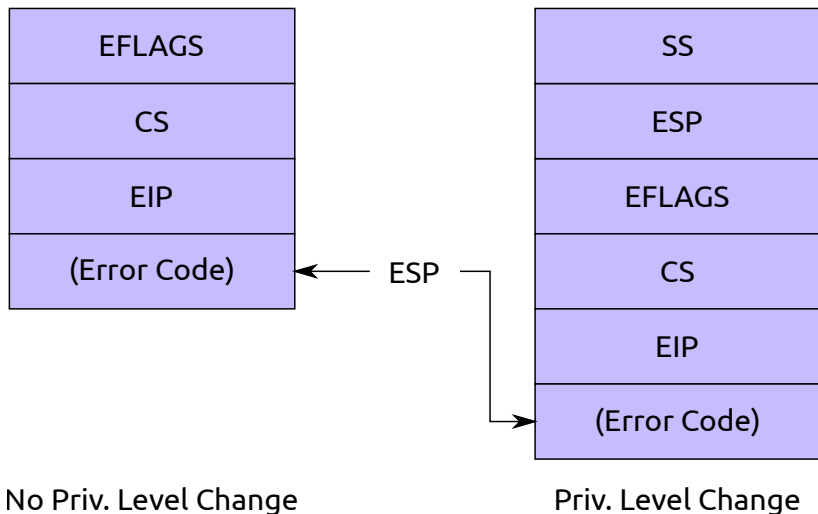 EFLAGS
CS
EIP
(Error Code)
No Priv. Level Change
ESP
SS
ESP
EFLAGS
CS
EIP
(Error Code)
Priv. Level Change